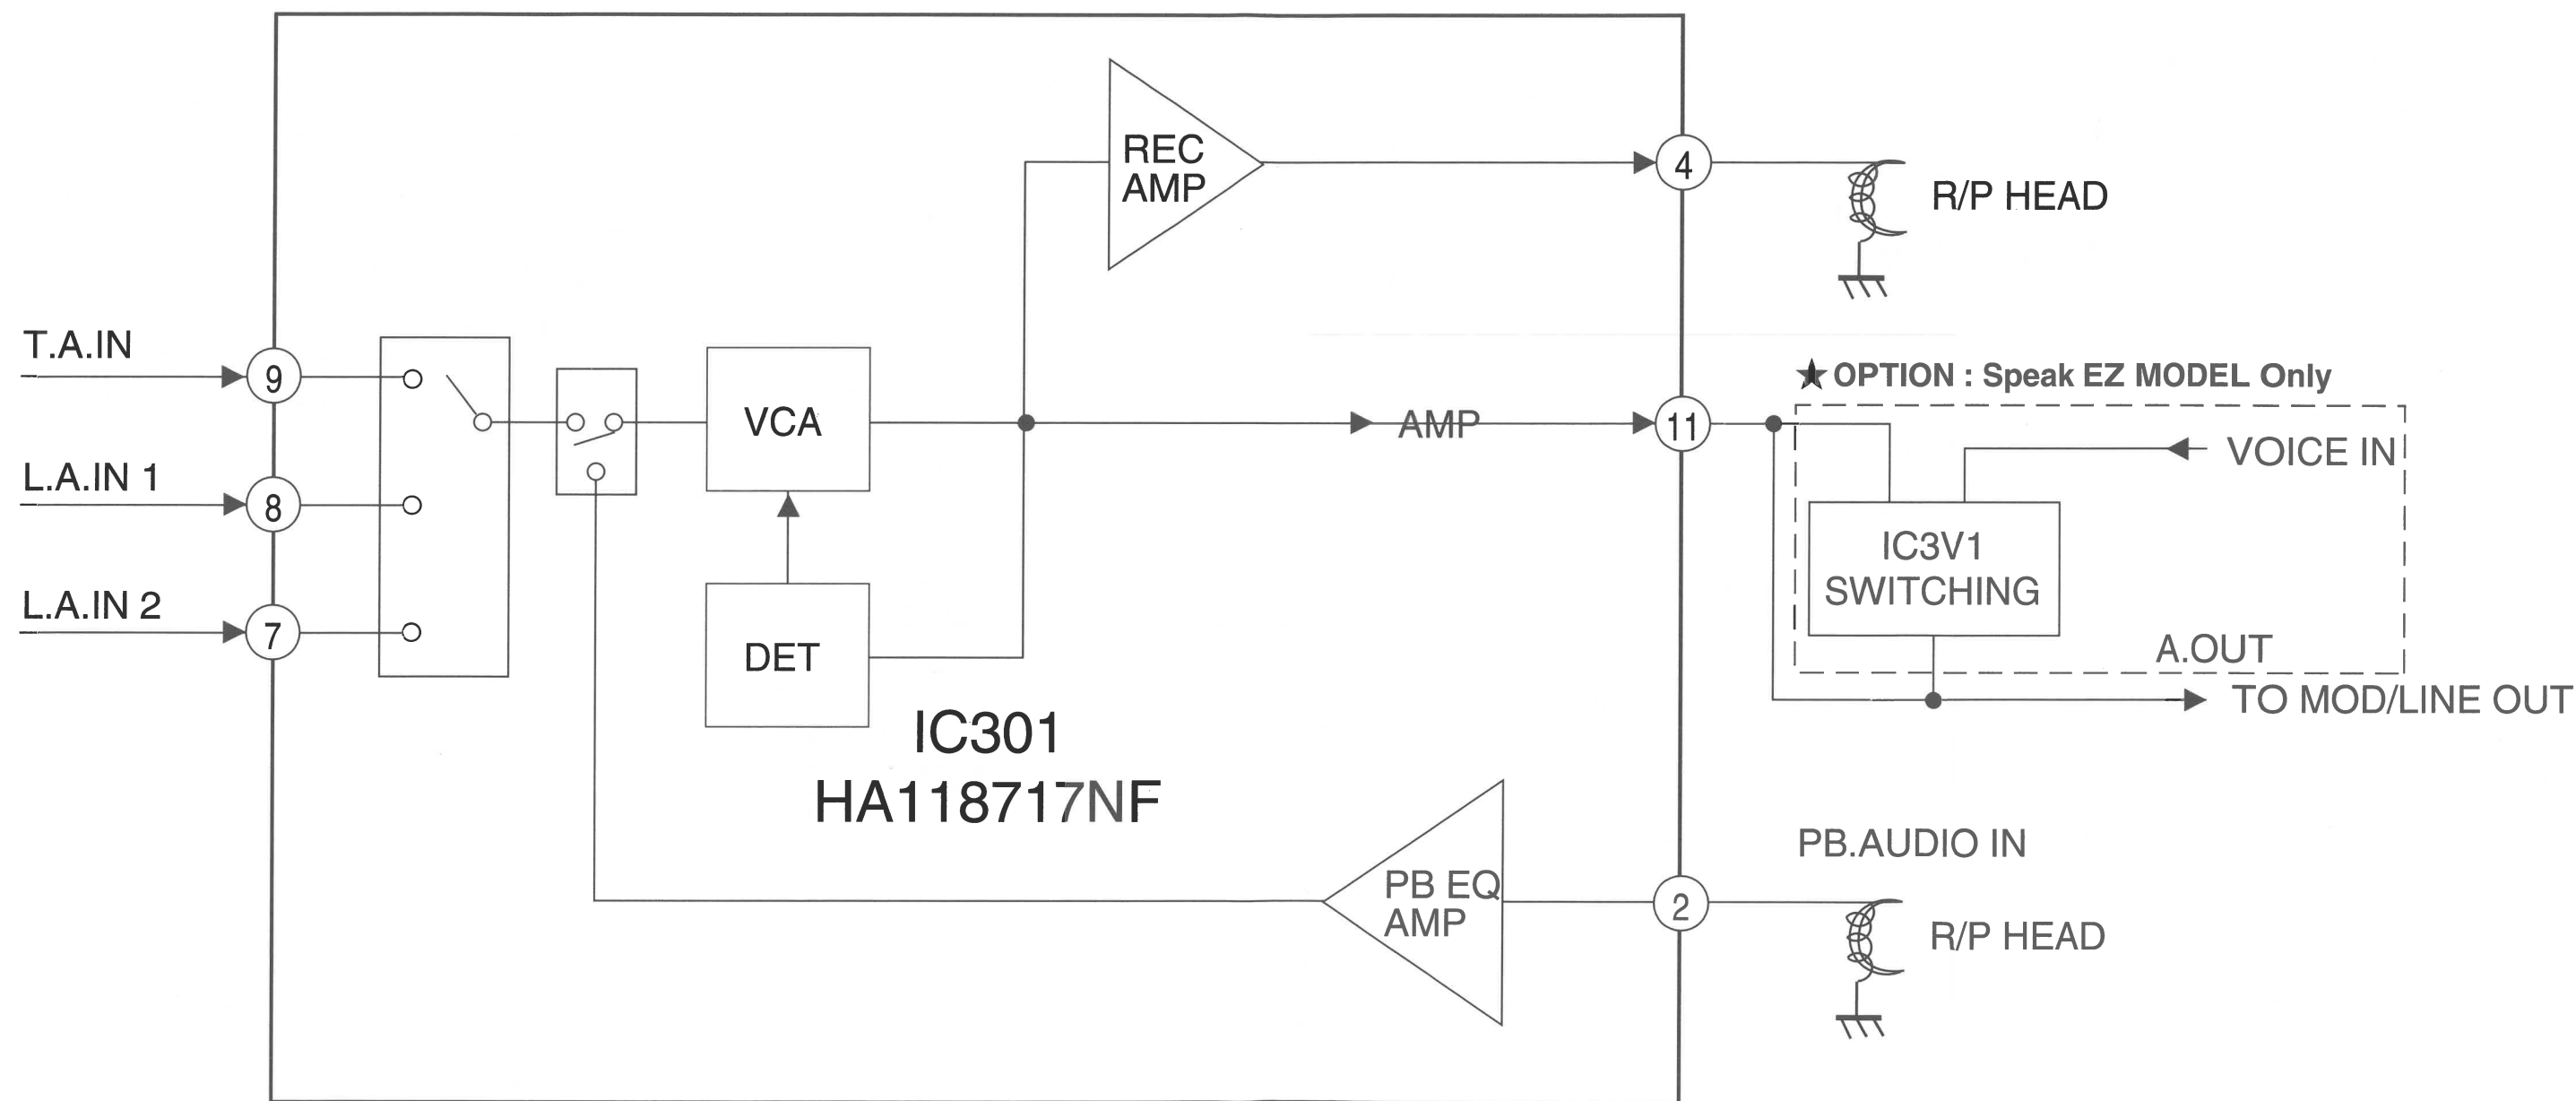 REC
AMP
4
R/P HEAD
T.A.IN
9
★ OPTION : Speak EZ MODEL Only
VCA
AMP
11
VOICE IN
L.A.IN 1
8
IC3V1
SWITCHING
L.A.IN 2
7
DET
A.OUT
TO MOD/LINE OUT
IC301
HA118717NF
PB.AUDIO IN
PB EQ
AMP
2
R/P HEAD